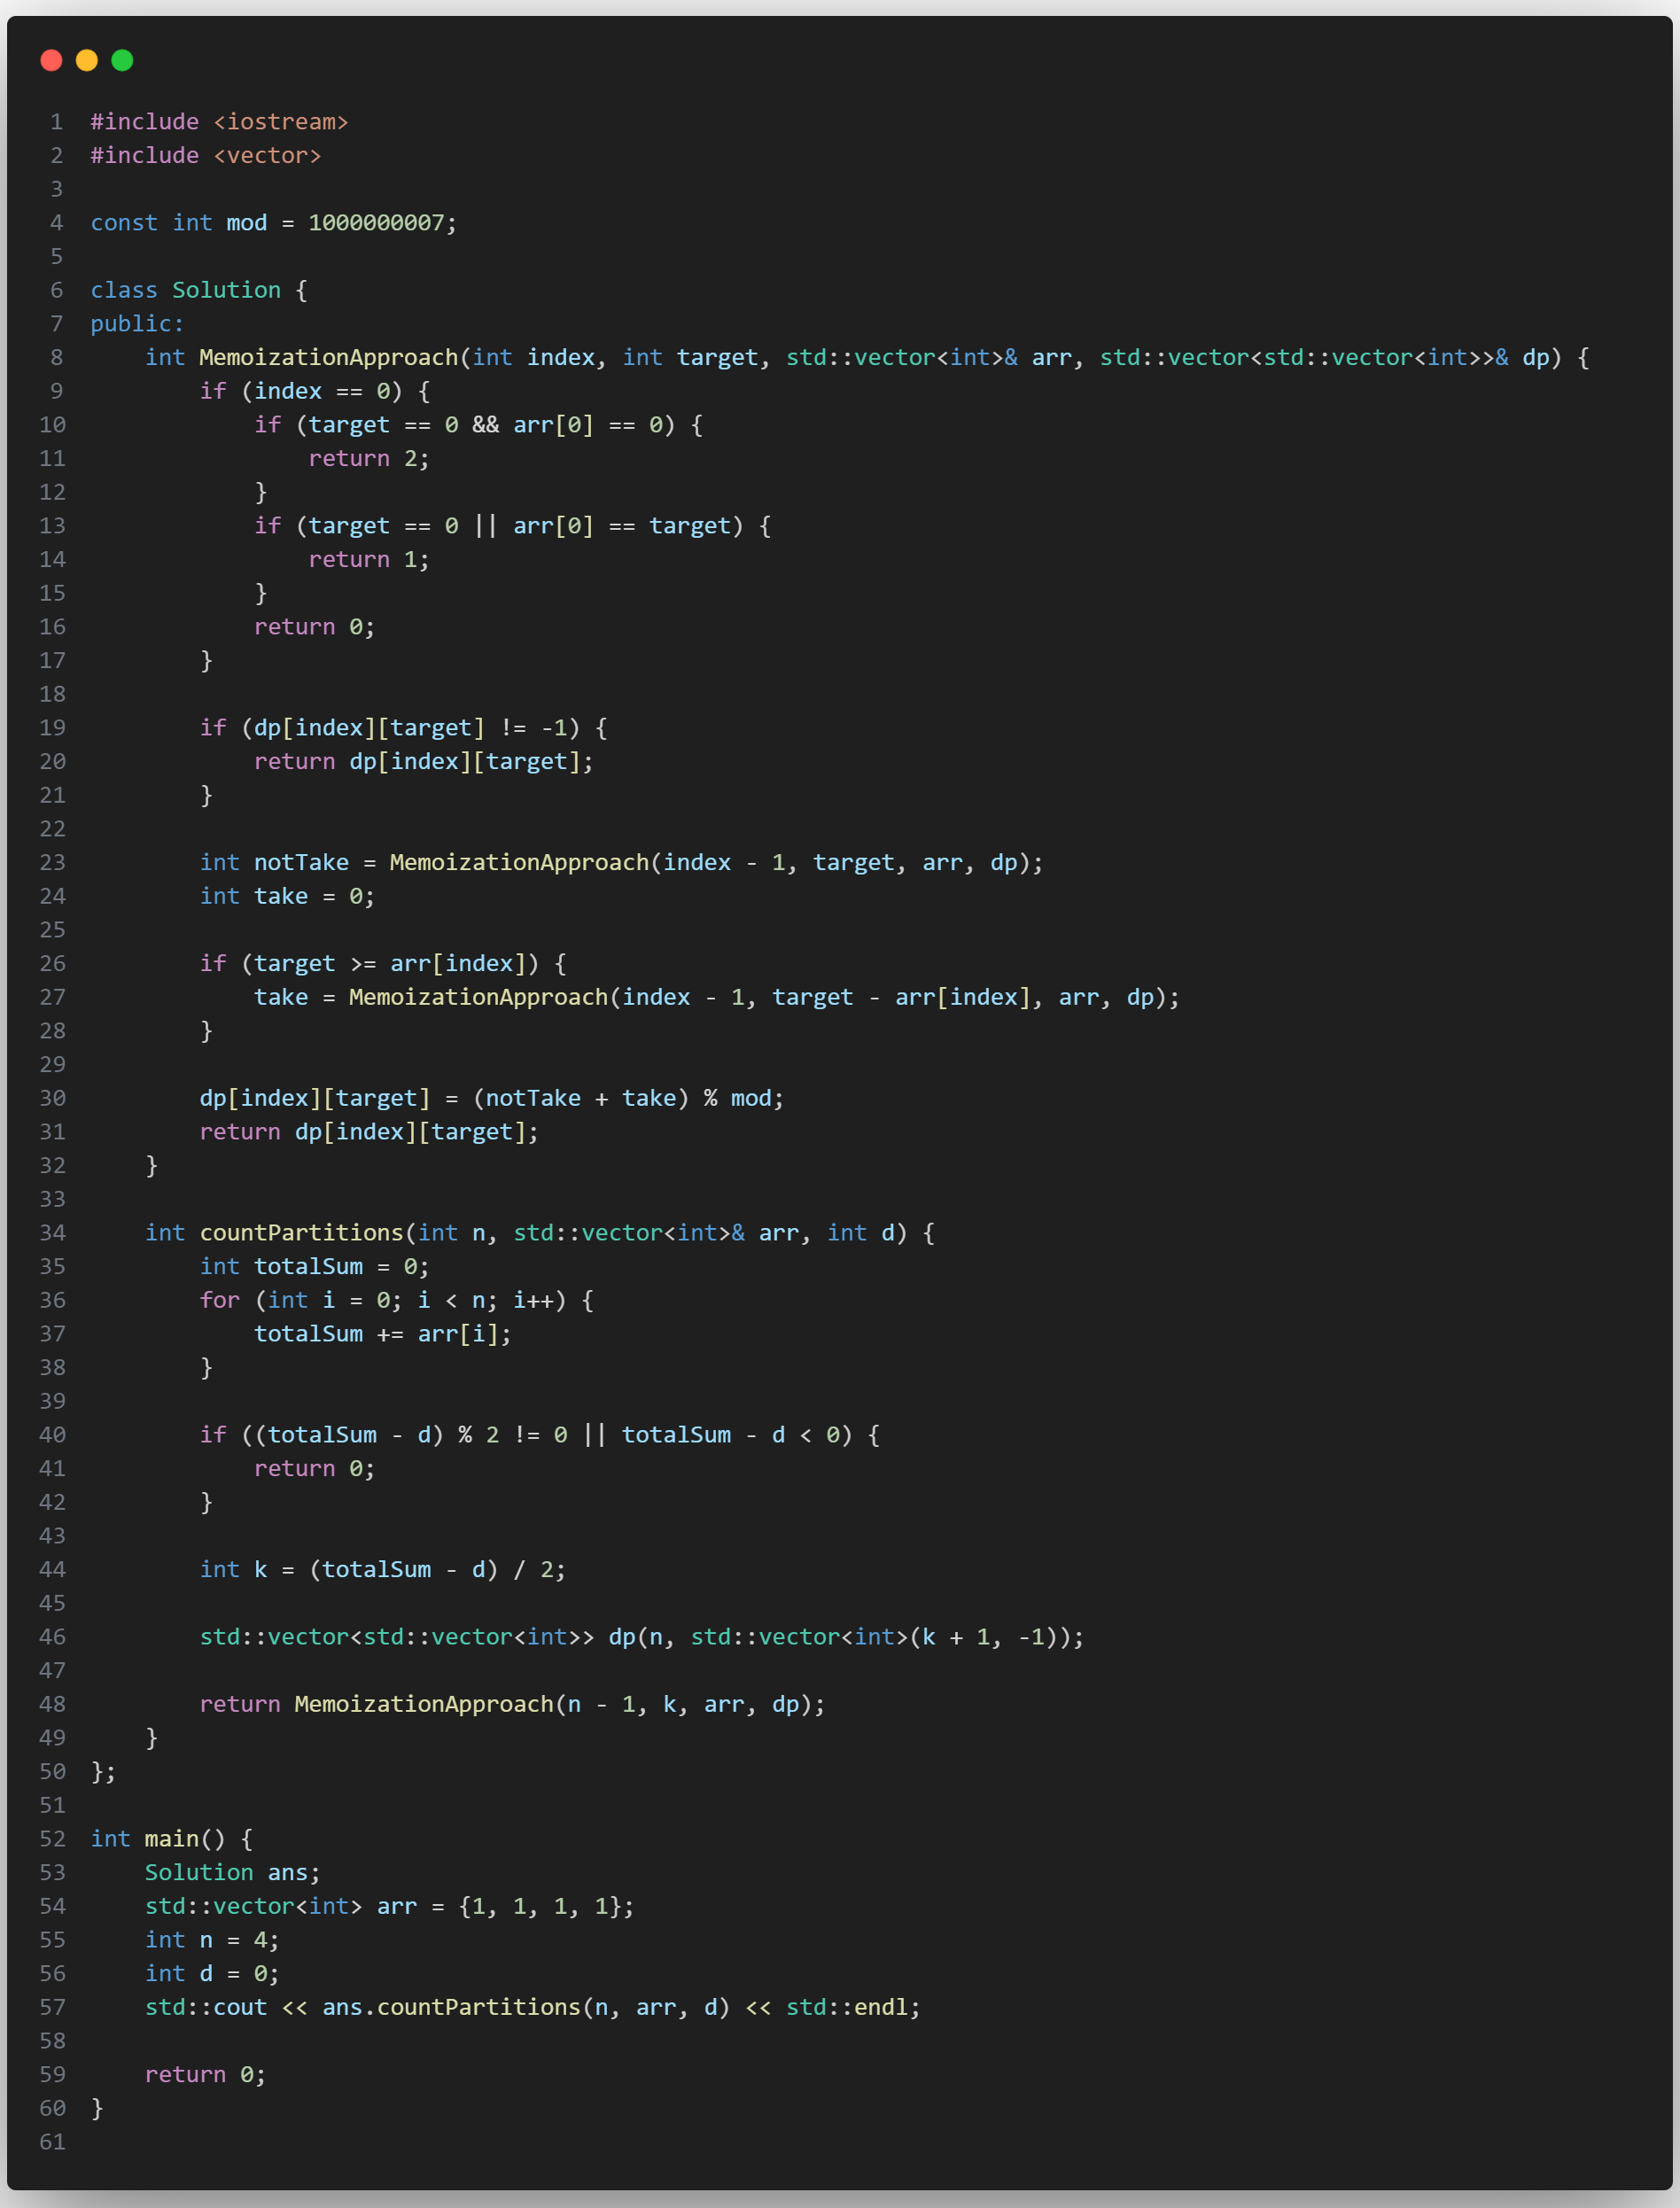 1 #include <iostream>
2 #include <vector>
3
4 const int mod = 1000000007;
5
6 class Solution {
7 public:
8     int MemoizationApproach(int index, int target, std::vector<int>& arr, std::vector<std::vector<int>>& dp) {
9         if (index == 0) {
10             if (target == 0 && arr[0] == 0) {
11                 return 2;
12             }
13             if (target == 0 || arr[0] == target) {
14                 return 1;
15             }
16             return 0;
17         }
18
19         if (dp[index][target] != -1) {
20             return dp[index][target];
21         }
22
23         int notTake = MemoizationApproach(index - 1, target, arr, dp);
24         int take = 0;
25
26         if (target >= arr[index]) {
27             take = MemoizationApproach(index - 1, target - arr[index], arr, dp);
28         }
29
30         dp[index][target] = (notTake + take) % mod;
31         return dp[index][target];
32     }
33
34     int countPartitions(int n, std::vector<int>& arr, int d) {
35         int totalSum = 0;
36         for (int i = 0; i < n; i++) {
37             totalSum += arr[i];
38         }
39
40         if ((totalSum - d) % 2 != 0 || totalSum - d < 0) {
41             return 0;
42         }
43
44         int k = (totalSum - d) / 2;
45
46         std::vector<std::vector<int>> dp(n, std::vector<int>(k + 1, -1));
47
48         return MemoizationApproach(n - 1, k, arr, dp);
49     }
50 };
51
52 int main() {
53     Solution ans;
54     std::vector<int> arr = {1, 1, 1, 1};
55     int n = 4;
56     int d = 0;
57     std::cout << ans.countPartitions(n, arr, d) << std::endl;
58
59     return 0;
60 }
61